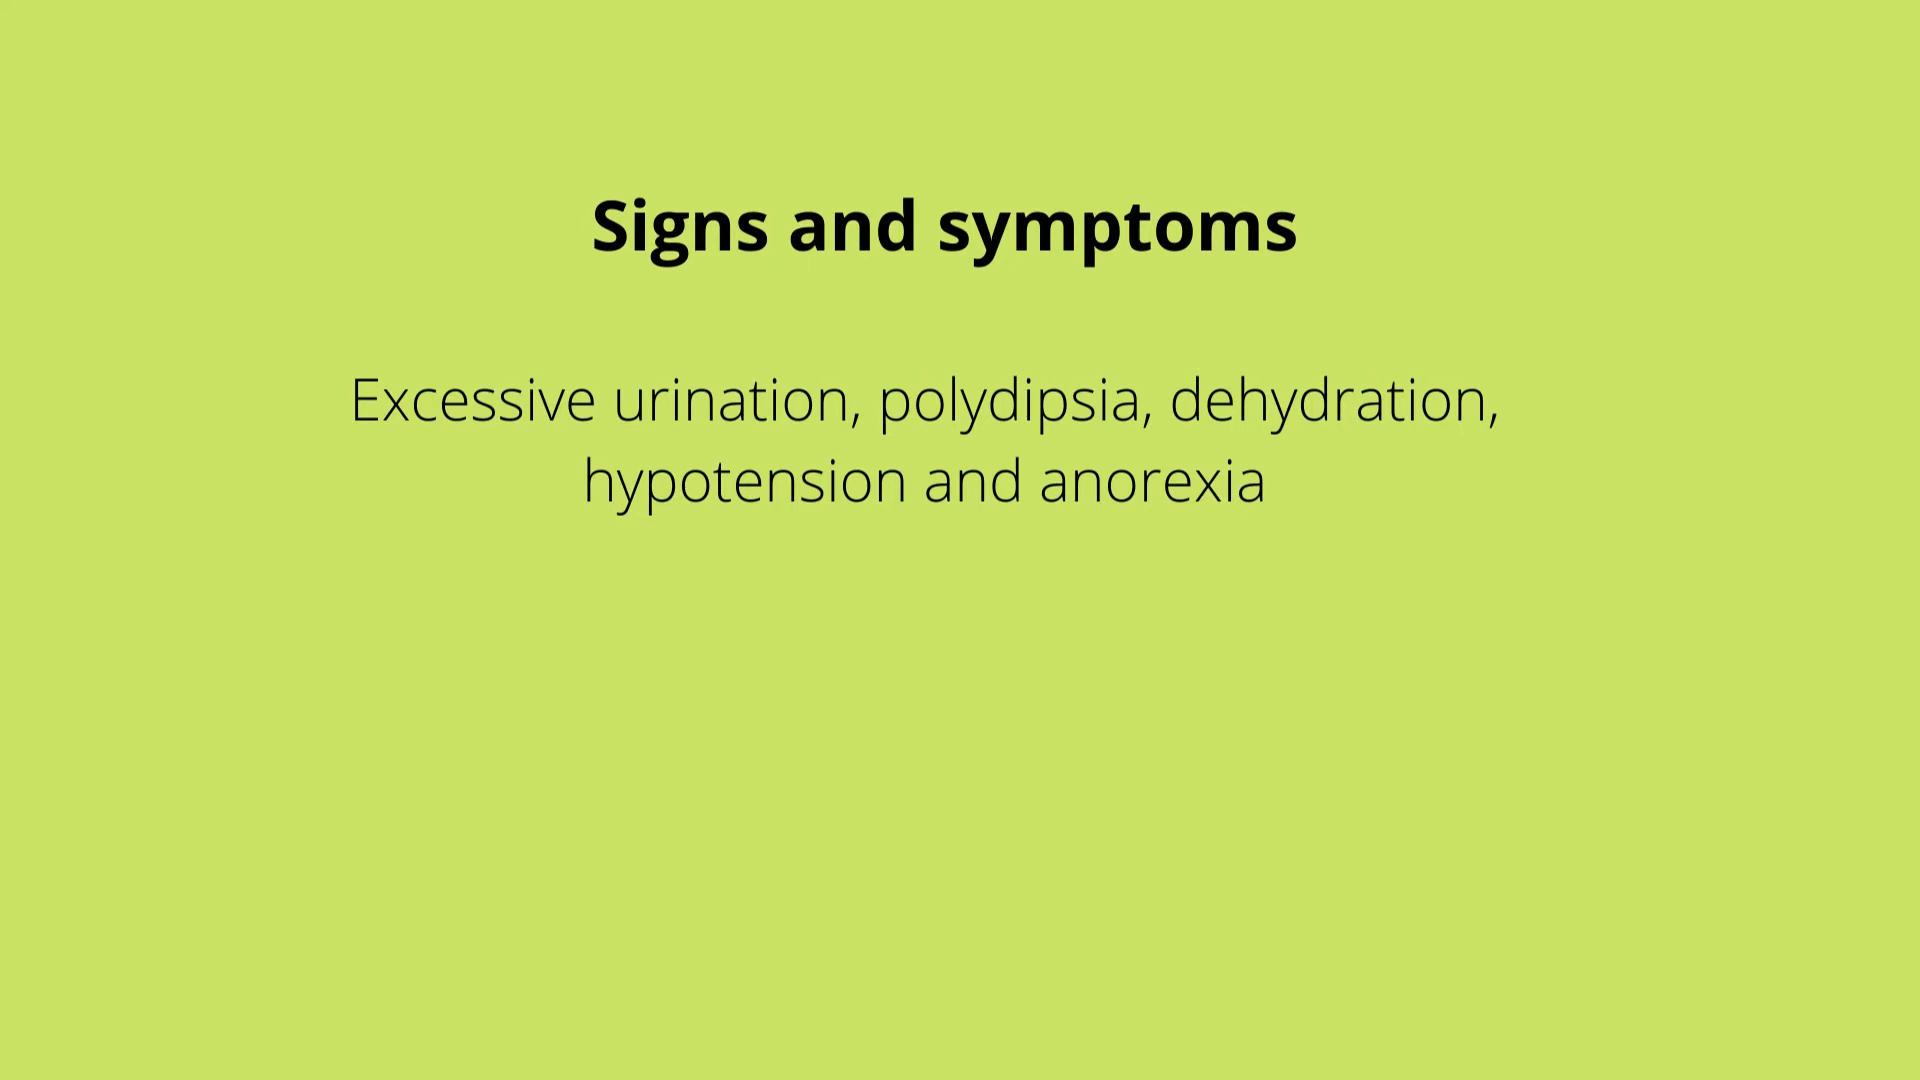 Signs and symptoms
Excessive urination, polydipsia, dehydration,
hypotension and anorexia